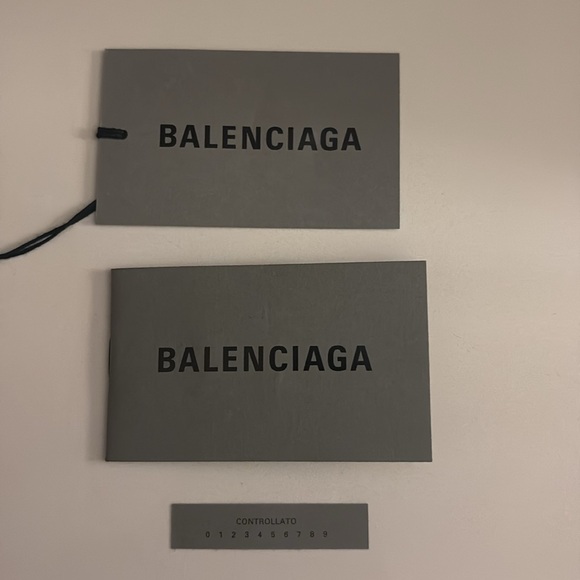 BALENCIAGA
BALENCIAGA
CONTROLLATO
0 1 2 3 4 5 6 7 8 9